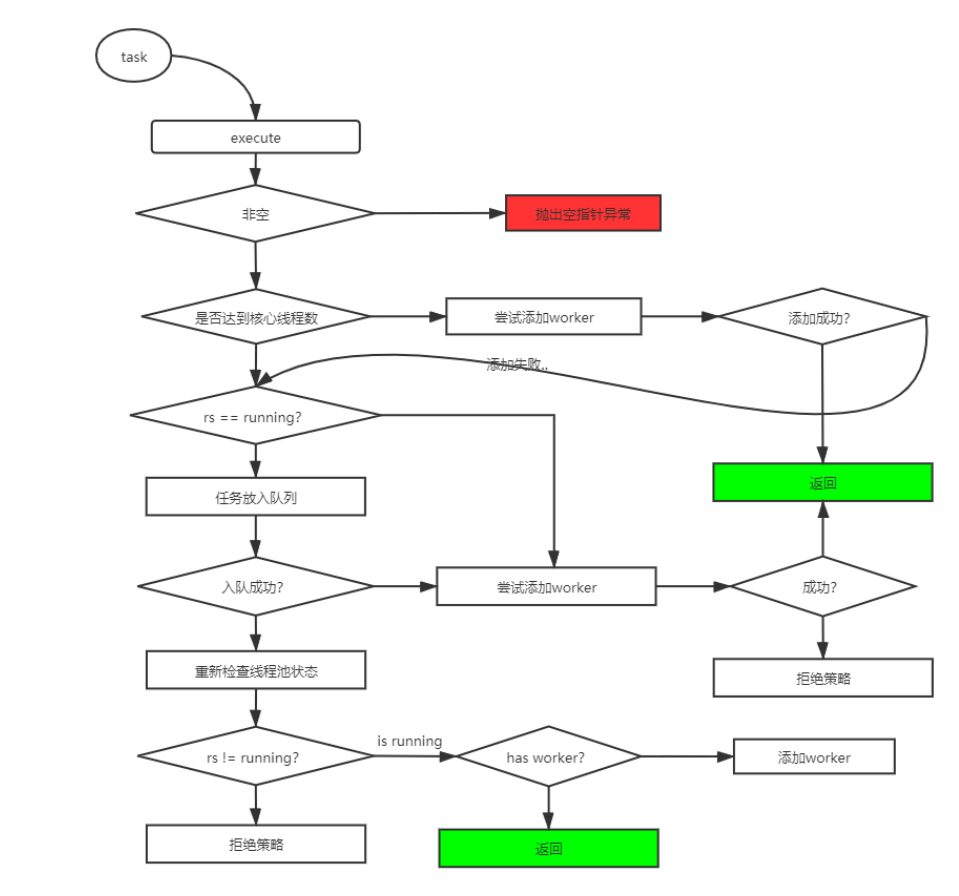 task
execute
非空
抛出空指针异常
是否达到核心线程数
尝试添加worker
添加成功?
添加失败..
rs == running?
任务放入队列
返回
入队成功?
尝试添加worker
成功?
重新检查线程池状态
拒绝策略
is running
rs != running?
has worker?
添加worker
拒绝策略
返回